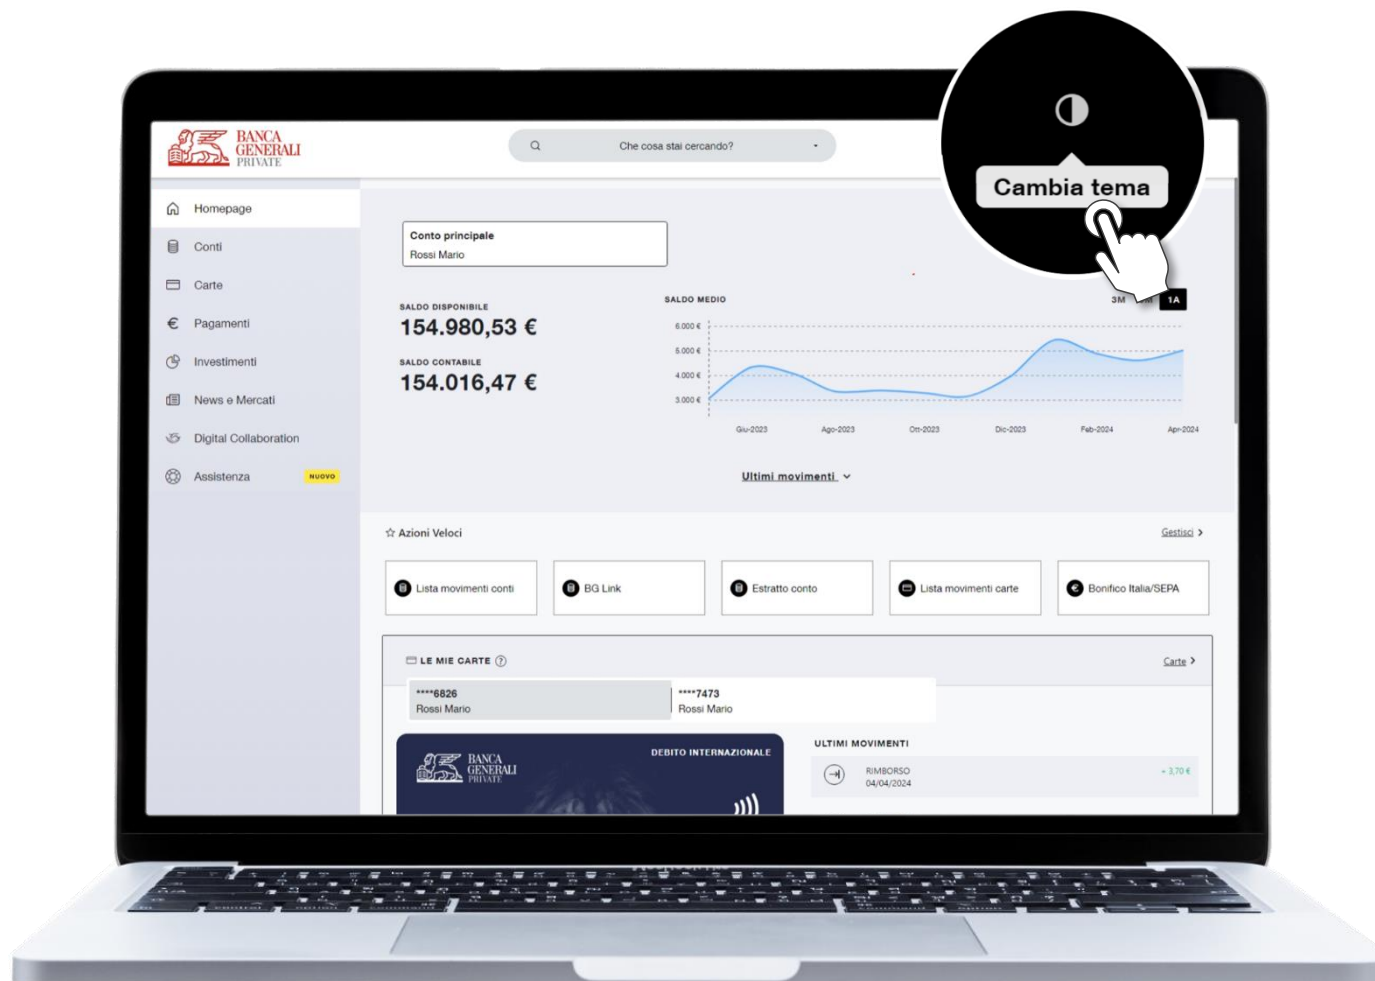 BANCA
GENERALI
PRIVATE
Che cosa stai cercando?
Cambia tema
Homepage
Conti
Carte
Pagamenti
Investimenti
News e Mercati
Digital Collaboration
Assistenza NUOVO
Conto principale
Rossi Mario
SALDO DISPONIBILE
154.980,53 €
SALDO CONTABILE
154.016,47 €
SALDO MEDIO
3M 1A
6.000 €
5.000 €
4.000 €
3.000 €
Giu-2023 Ago-2023 Ott-2023 Dic-2023 Feb-2024 Apr-2024
Ultimi movimenti
Azioni Veloci
Gestisci
Lista movimenti conti
BG Link
Estratto conto
Lista movimenti carte
Bonifico Italia/SEPA
LE MIE CARTE ?
Carte
****6826
Rossi Mario
****7473
Rossi Mario
BANCA
GENERALI
PRIVATE
DEBITO INTERNAZIONALE
ULTIMI MOVIMENTI
RIMBORSO
04/04/2024
+ 3,70 €
control option command
command option